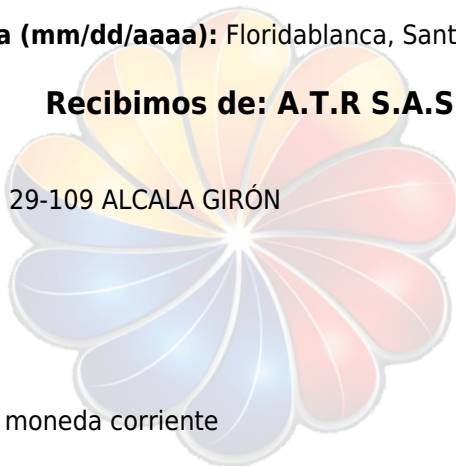 a (mm/dd/aaaa): Floridablanca, Sant
Recibimos de: A.T.R S.A.S
29-109 ALCALA GIRÓN
moneda corriente